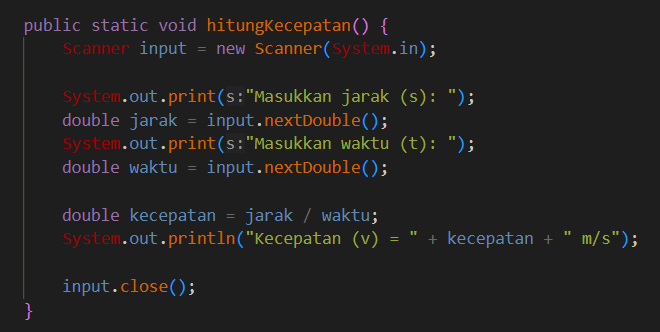 public static void hitungKecepatan() {
Scanner input = new Scanner(System.in);
System.out.print(s:"Masukkan jarak (s): ");
double jarak = input.nextDouble();
System.out.print(s:"Masukkan waktu (t): ");
double waktu = input.nextDouble();
double kecepatan = jarak / waktu;
System.out.println("Kecepatan (v) = " + kecepatan + " m/s");
input.close();
}